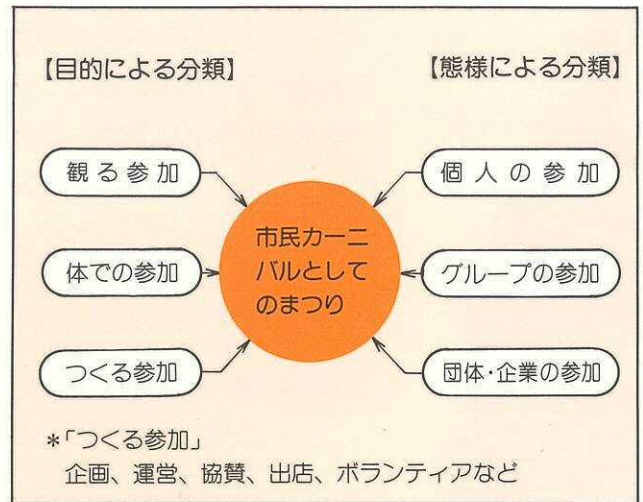 【目的による分類】
【態様による分類】
観る参加
個人の参加
市民カーニ
バルとして
のまつり
体での参加
グループの参加
つくる参加
団体・企業の参加
*「つくる参加」
企画、運営、協賛、出店、ボランティアなど